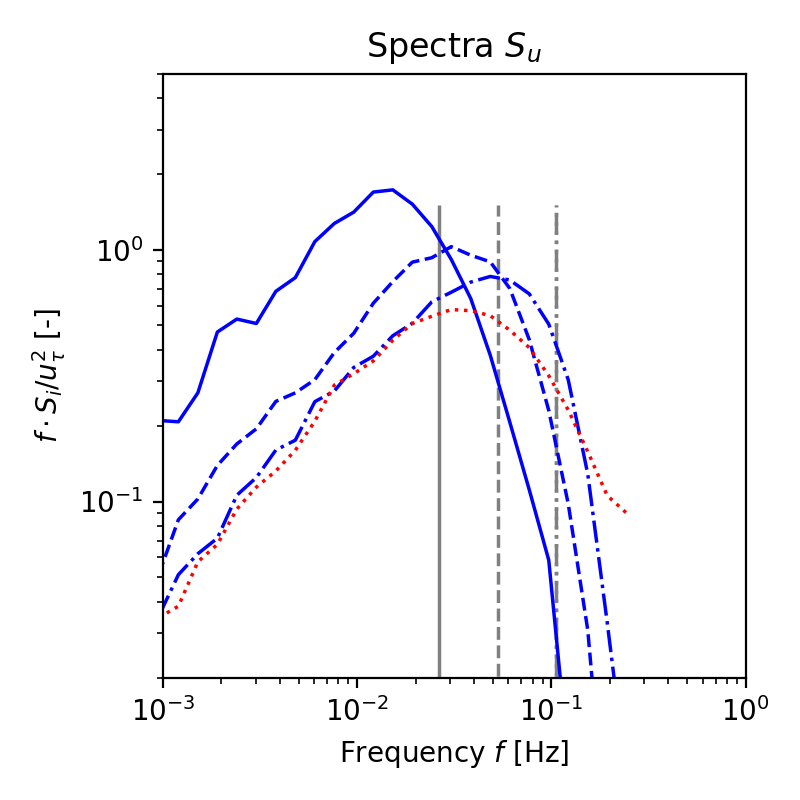 Spectra $S_u$
$f \cdot S_i/u_\tau^2$ [-]
$10^0$
$10^{-1}$
$10^{-3}$ $10^{-2}$ $10^{-1}$ $10^0$
Frequency $f$ [Hz]